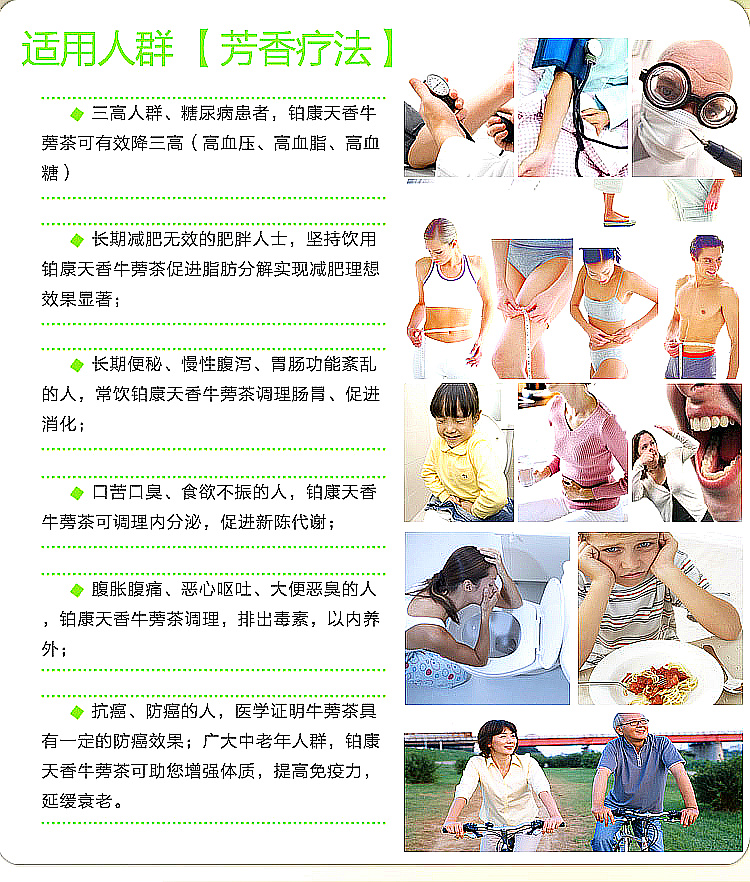 适用人群【芳香疗法】
◆ 三高人群、糖尿病患者，铂康天香牛
蒡茶可有效降三高（高血压、高血脂、高血
糖）
◆ 长期减肥无效的肥胖人士，坚持饮用
铂康天香牛蒡茶促进脂肪分解实现减肥理想
效果显著；
◆ 长期便秘、慢性腹泻、胃肠功能紊乱
的人，常饮铂康天香牛蒡茶调理肠胃、促进
消化；
◆ 口苦口臭、食欲不振的人，铂康天香
牛蒡茶可调理内分泌，促进新陈代谢；
◆ 腹胀腹痛、恶心呕吐、大便恶臭的人
，铂康天香牛蒡茶调理，排出毒素，以内养
外；
◆ 抗癌、防癌的人，医学证明牛蒡茶具
有一定的防癌效果；广大中老年人群，铂康
天香牛蒡茶可助您增强体质，提高免疫力，
延缓衰老。